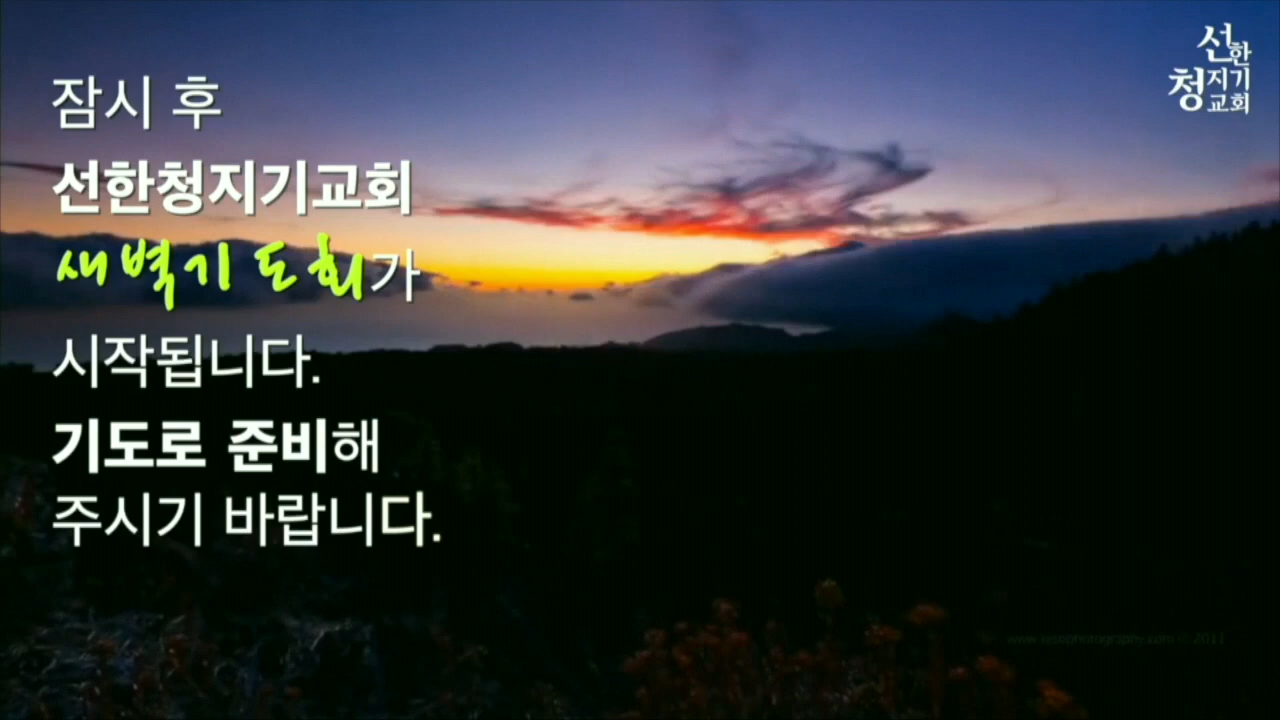 잠시 후
선한청지기교회
새벽기도회가
시작됩니다.
기도로 준비해
주시기 바랍니다.
선한
청지기
교회